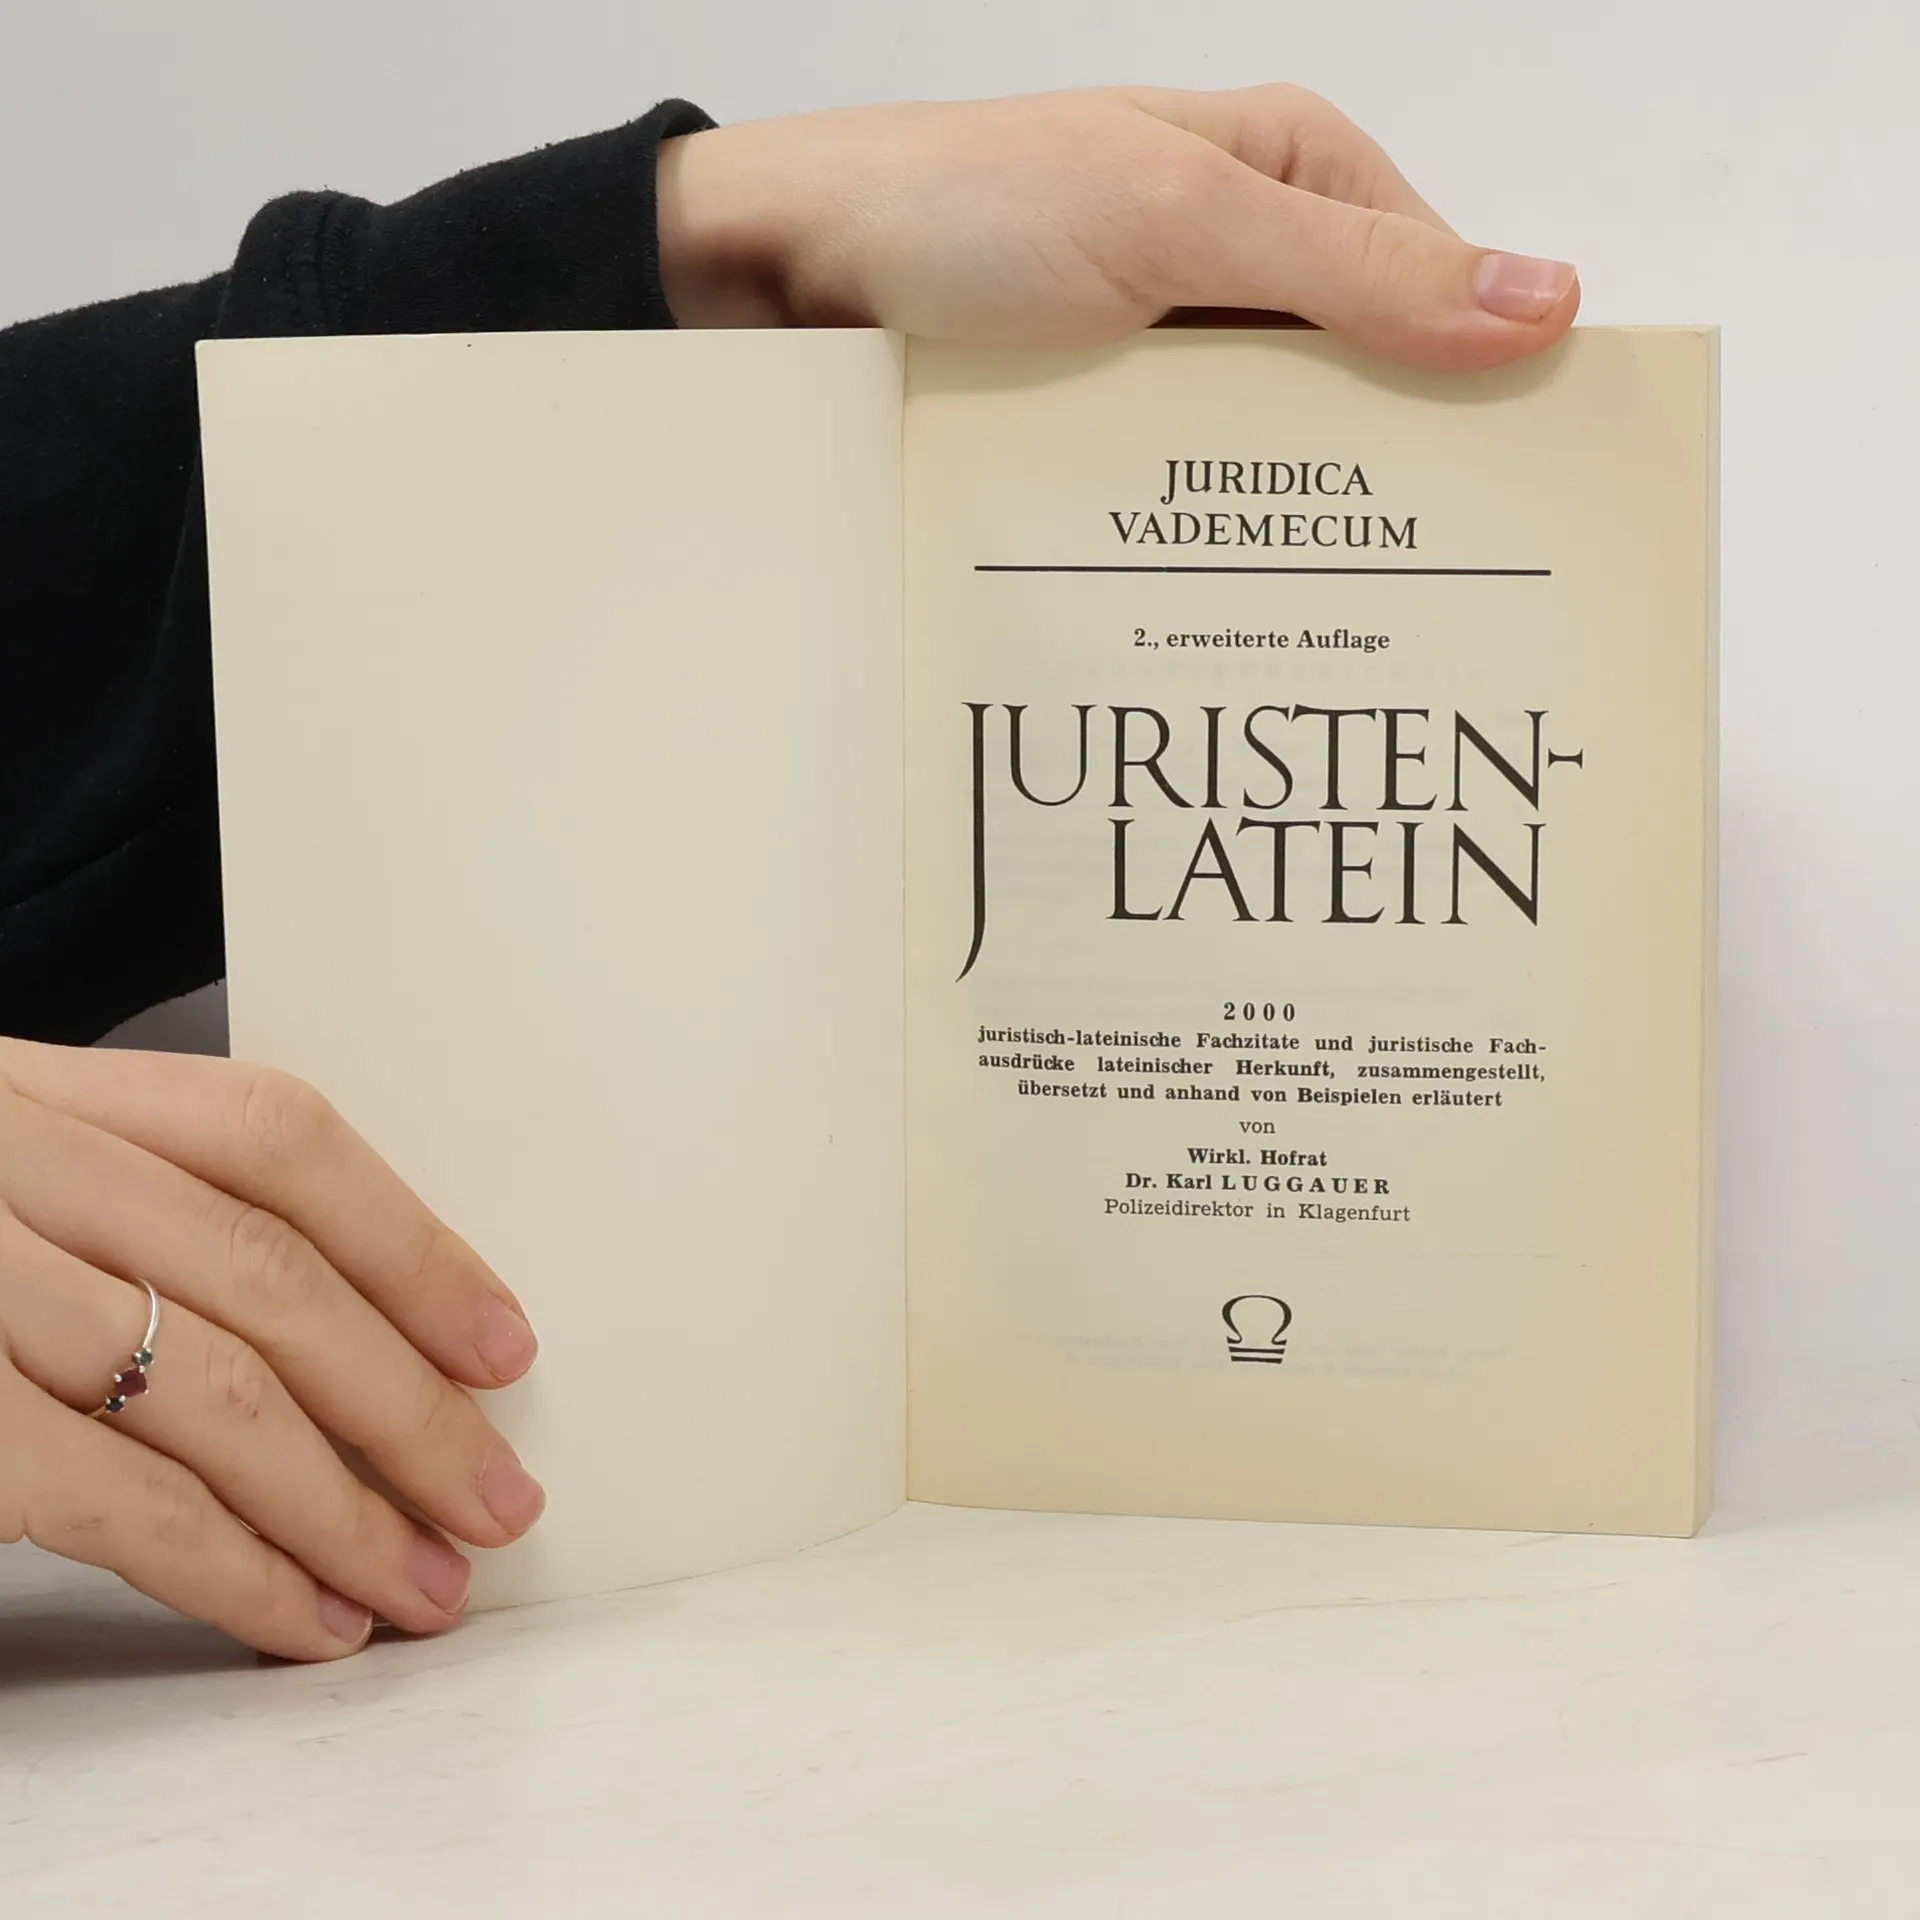 JURIDICA
VADEMECUM
2., erweiterte Auflage
JURISTEN-
LATEIN
2000
juristisch-lateinische Fachzitate und juristische Fach-
ausdrücke lateinischer Herkunft, zusammengestellt,
übersetzt und anhand von Beispielen erläutert
von
Wirkl. Hofrat
Dr. Karl LUGGAUER
Polizeidirektor in Klagenfurt